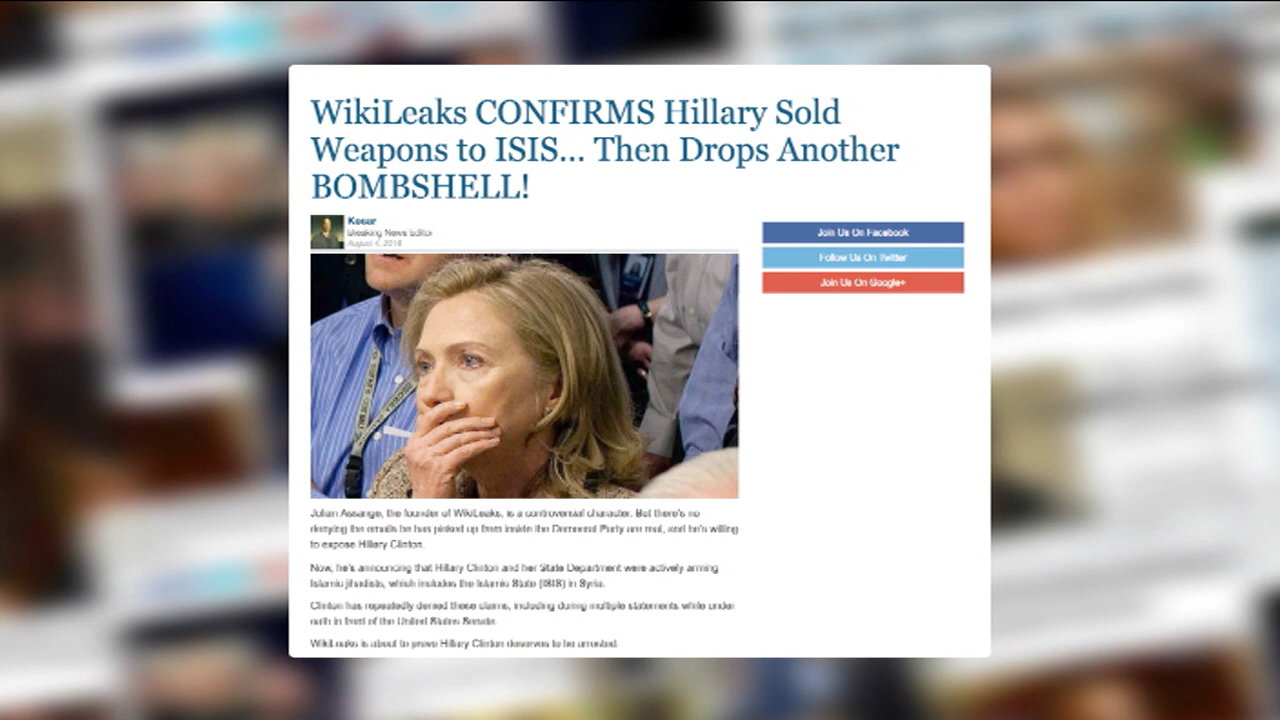 WikiLeaks CONFIRMS Hillary Sold
Weapons to ISIS... Then Drops Another
BOMBSHELL!
Breaking News Editor
August 4, 2016
Join Us On Facebook
Follow Us On Twitter
Join Us On Google+
Julian Assange, the founder of WikiLeaks, is a controversial character. But there's no
denying the emails he has picked up from inside the Democrat Party are real, and he's willing
to expose Hillary Clinton.
Now, he's announcing that Hillary Clinton and her State Department were actively arming
Islamic jihadists, which includes the Islamic State (ISIS) in Syria.
Clinton has repeatedly denied these claims, including during multiple statements while under
oath in front of the United States Senate.
WikiLeaks is about to prove Hillary Clinton deserves to be arrested.